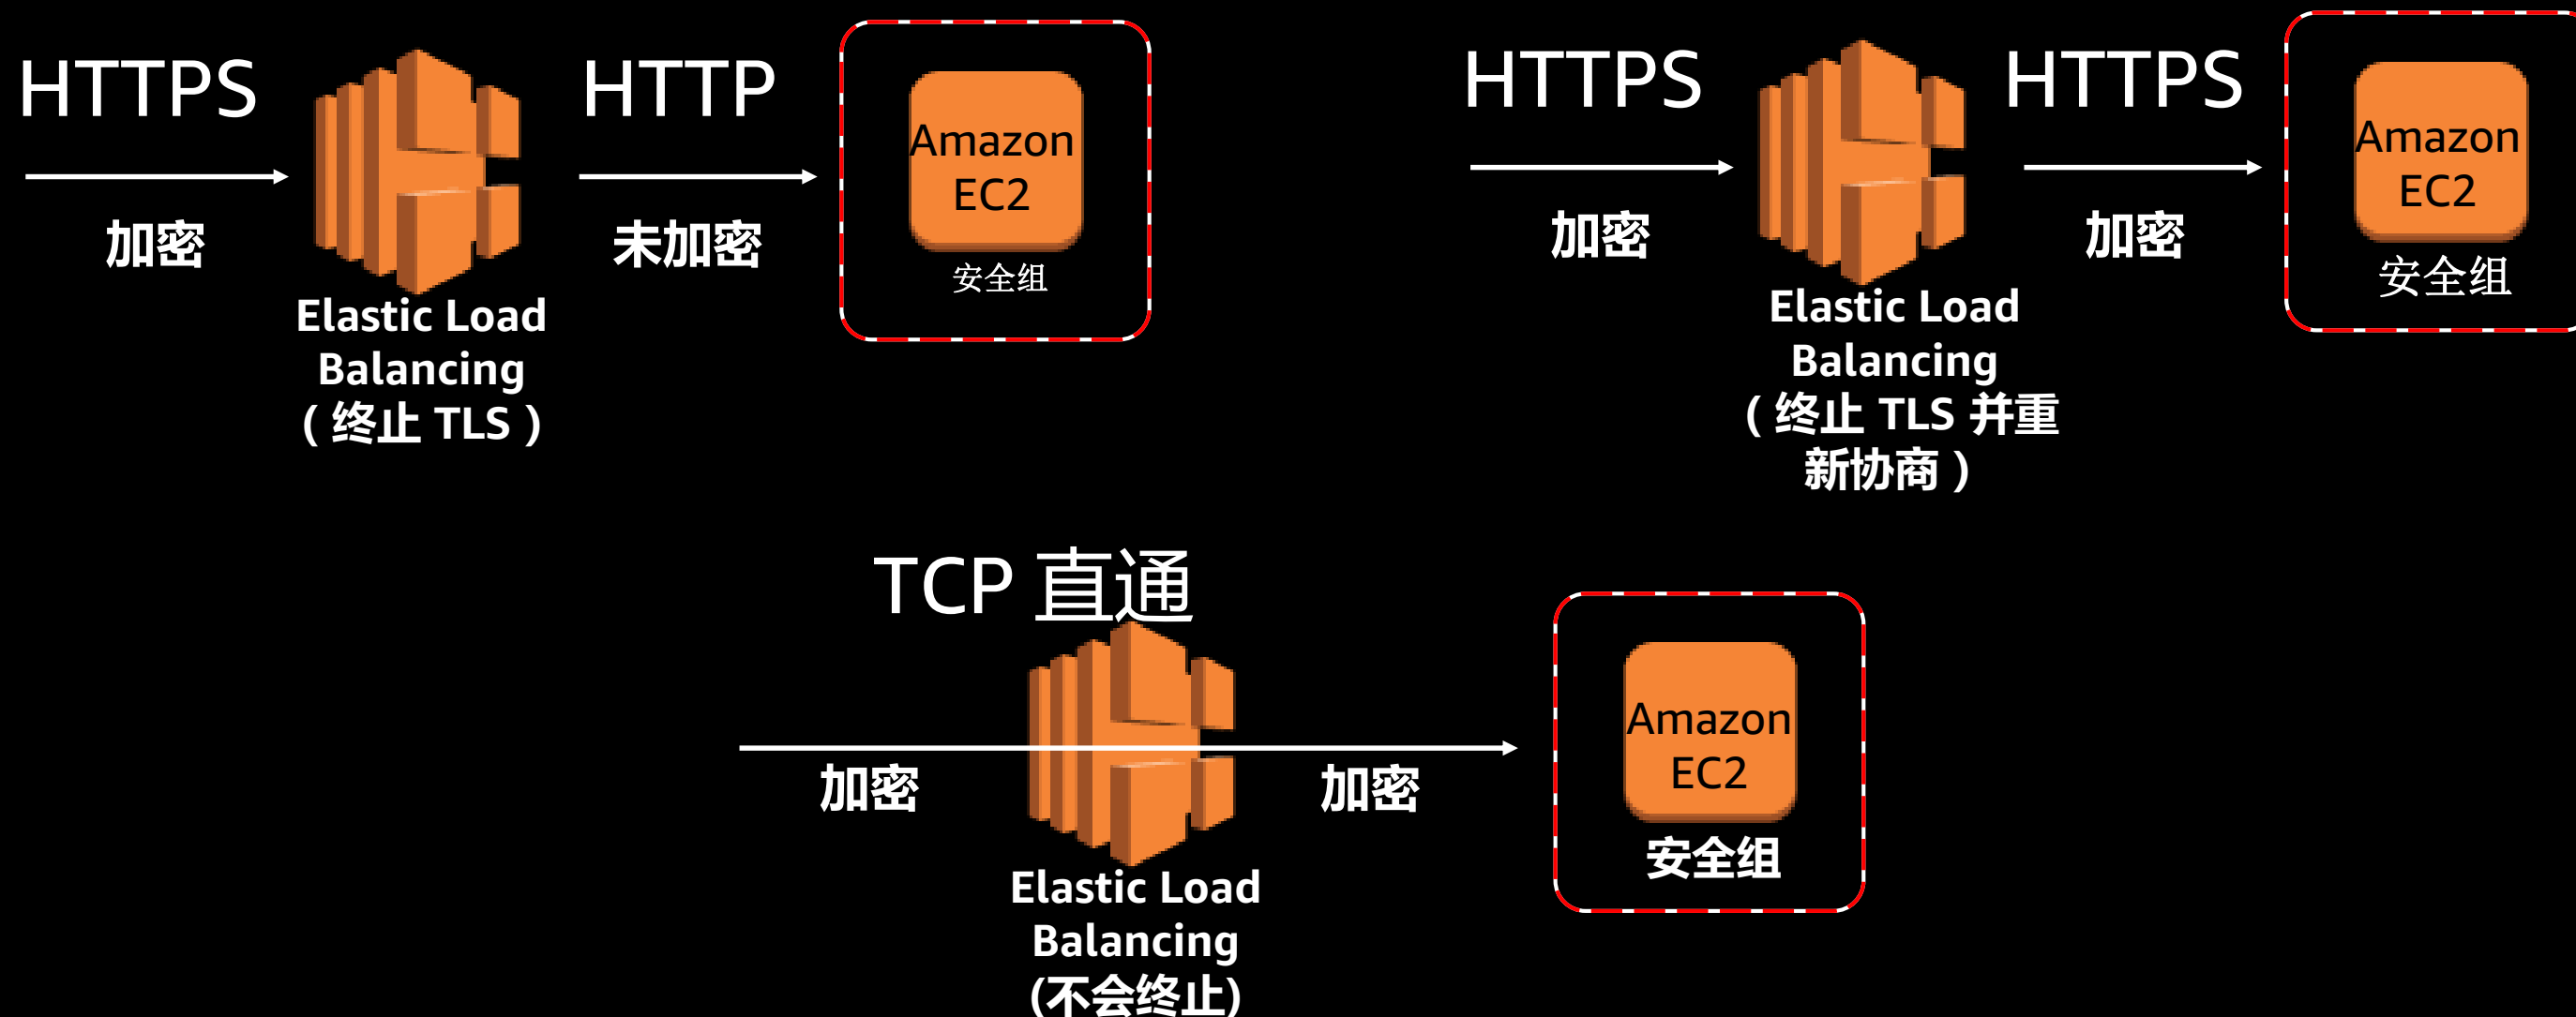 HTTPS
加密
Elastic Load
Balancing
(终止 TLS)
HTTP
未加密
Amazon
EC2
安全组
HTTPS
加密
Elastic Load
Balancing
(终止 TLS 并重
新协商)
HTTPS
加密
Amazon
EC2
安全组
TCP 直通
加密
Elastic Load
Balancing
(不会终止)
加密
Amazon
EC2
安全组